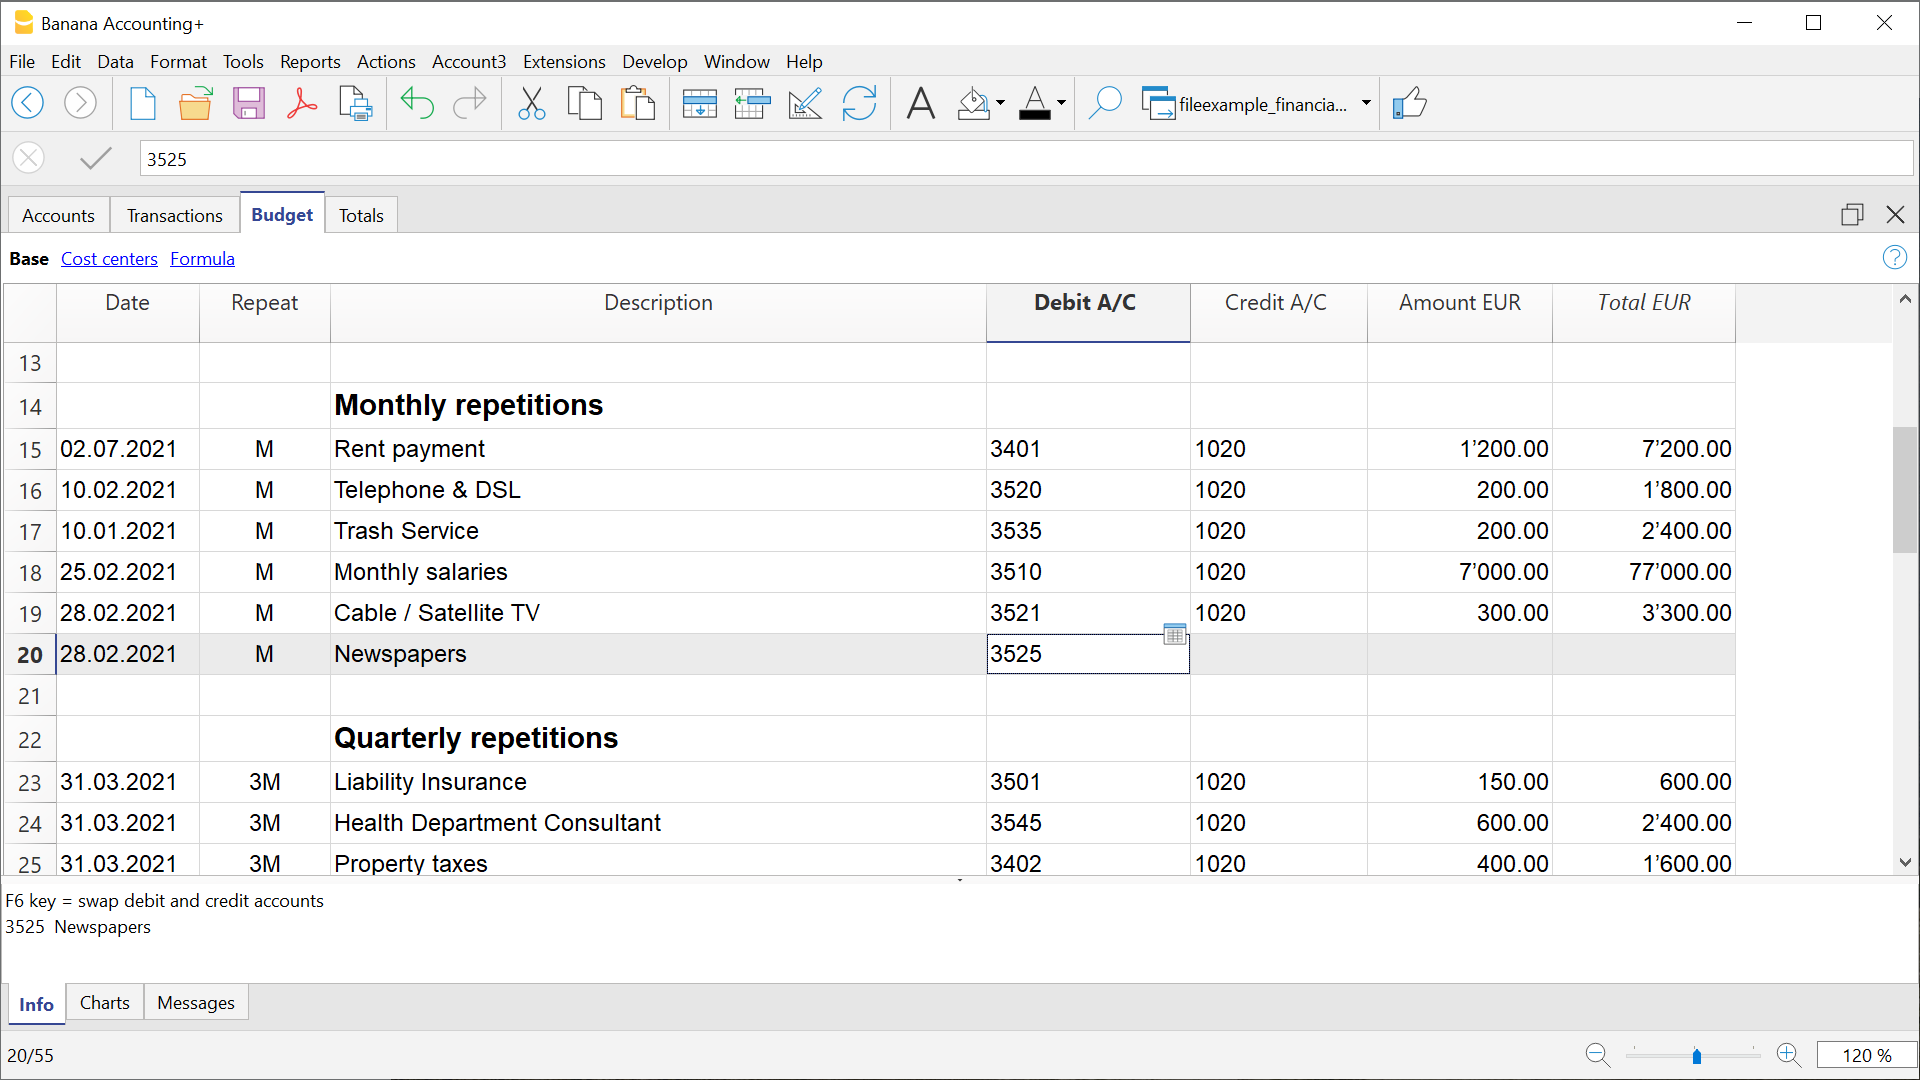 Banana Accounting+
File Edit Data Format Tools Reports Actions Account3 Extensions Develop Window Help
fileexample_financia...
3525
Accounts Transactions Budget Totals
Base Cost centers Formula
Date Repeat Description Debit A/C Credit A/C Amount EUR Total EUR
13
14 Monthly repetitions
15 02.07.2021 M Rent payment 3401 1020 1’200.00 7’200.00
16 10.02.2021 M Telephone & DSL 3520 1020 200.00 1’800.00
17 10.01.2021 M Trash Service 3535 1020 200.00 2’400.00
18 25.02.2021 M Monthly salaries 3510 1020 7’000.00 77’000.00
19 28.02.2021 M Cable / Satellite TV 3521 1020 300.00 3’300.00
20 28.02.2021 M Newspapers 3525
21
22 Quarterly repetitions
23 31.03.2021 3M Liability Insurance 3501 1020 150.00 600.00
24 31.03.2021 3M Health Department Consultant 3545 1020 600.00 2’400.00
25 31.03.2021 3M Property taxes 3402 1020 400.00 1’600.00
F6 key = swap debit and credit accounts
3525 Newspapers
Info Charts Messages
20/55 120 %